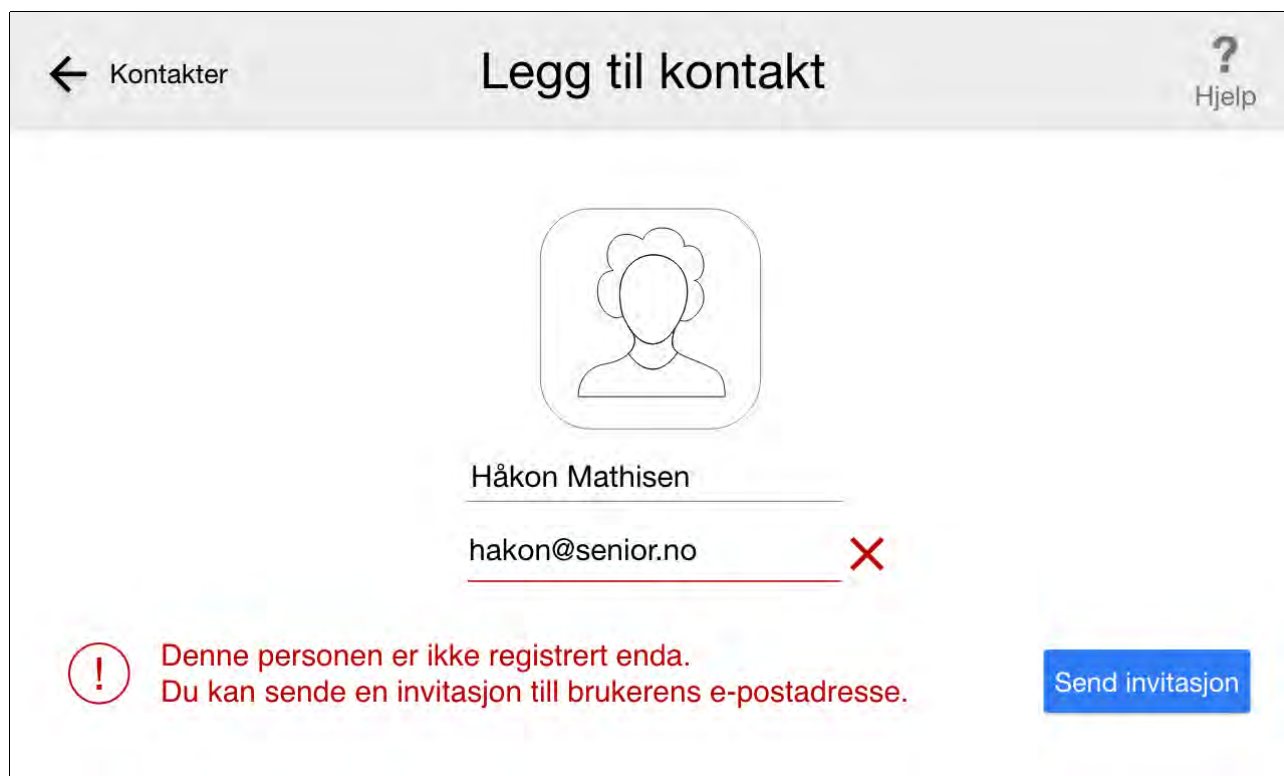 Kontakter
Legg til kontakt
?
Hjelp
Håkon Mathisen
hakon@senior.no
!
Denne personen er ikke registrert enda.
Du kan sende en invitasjon till brukerens e-postadresse.
Send invitasjon